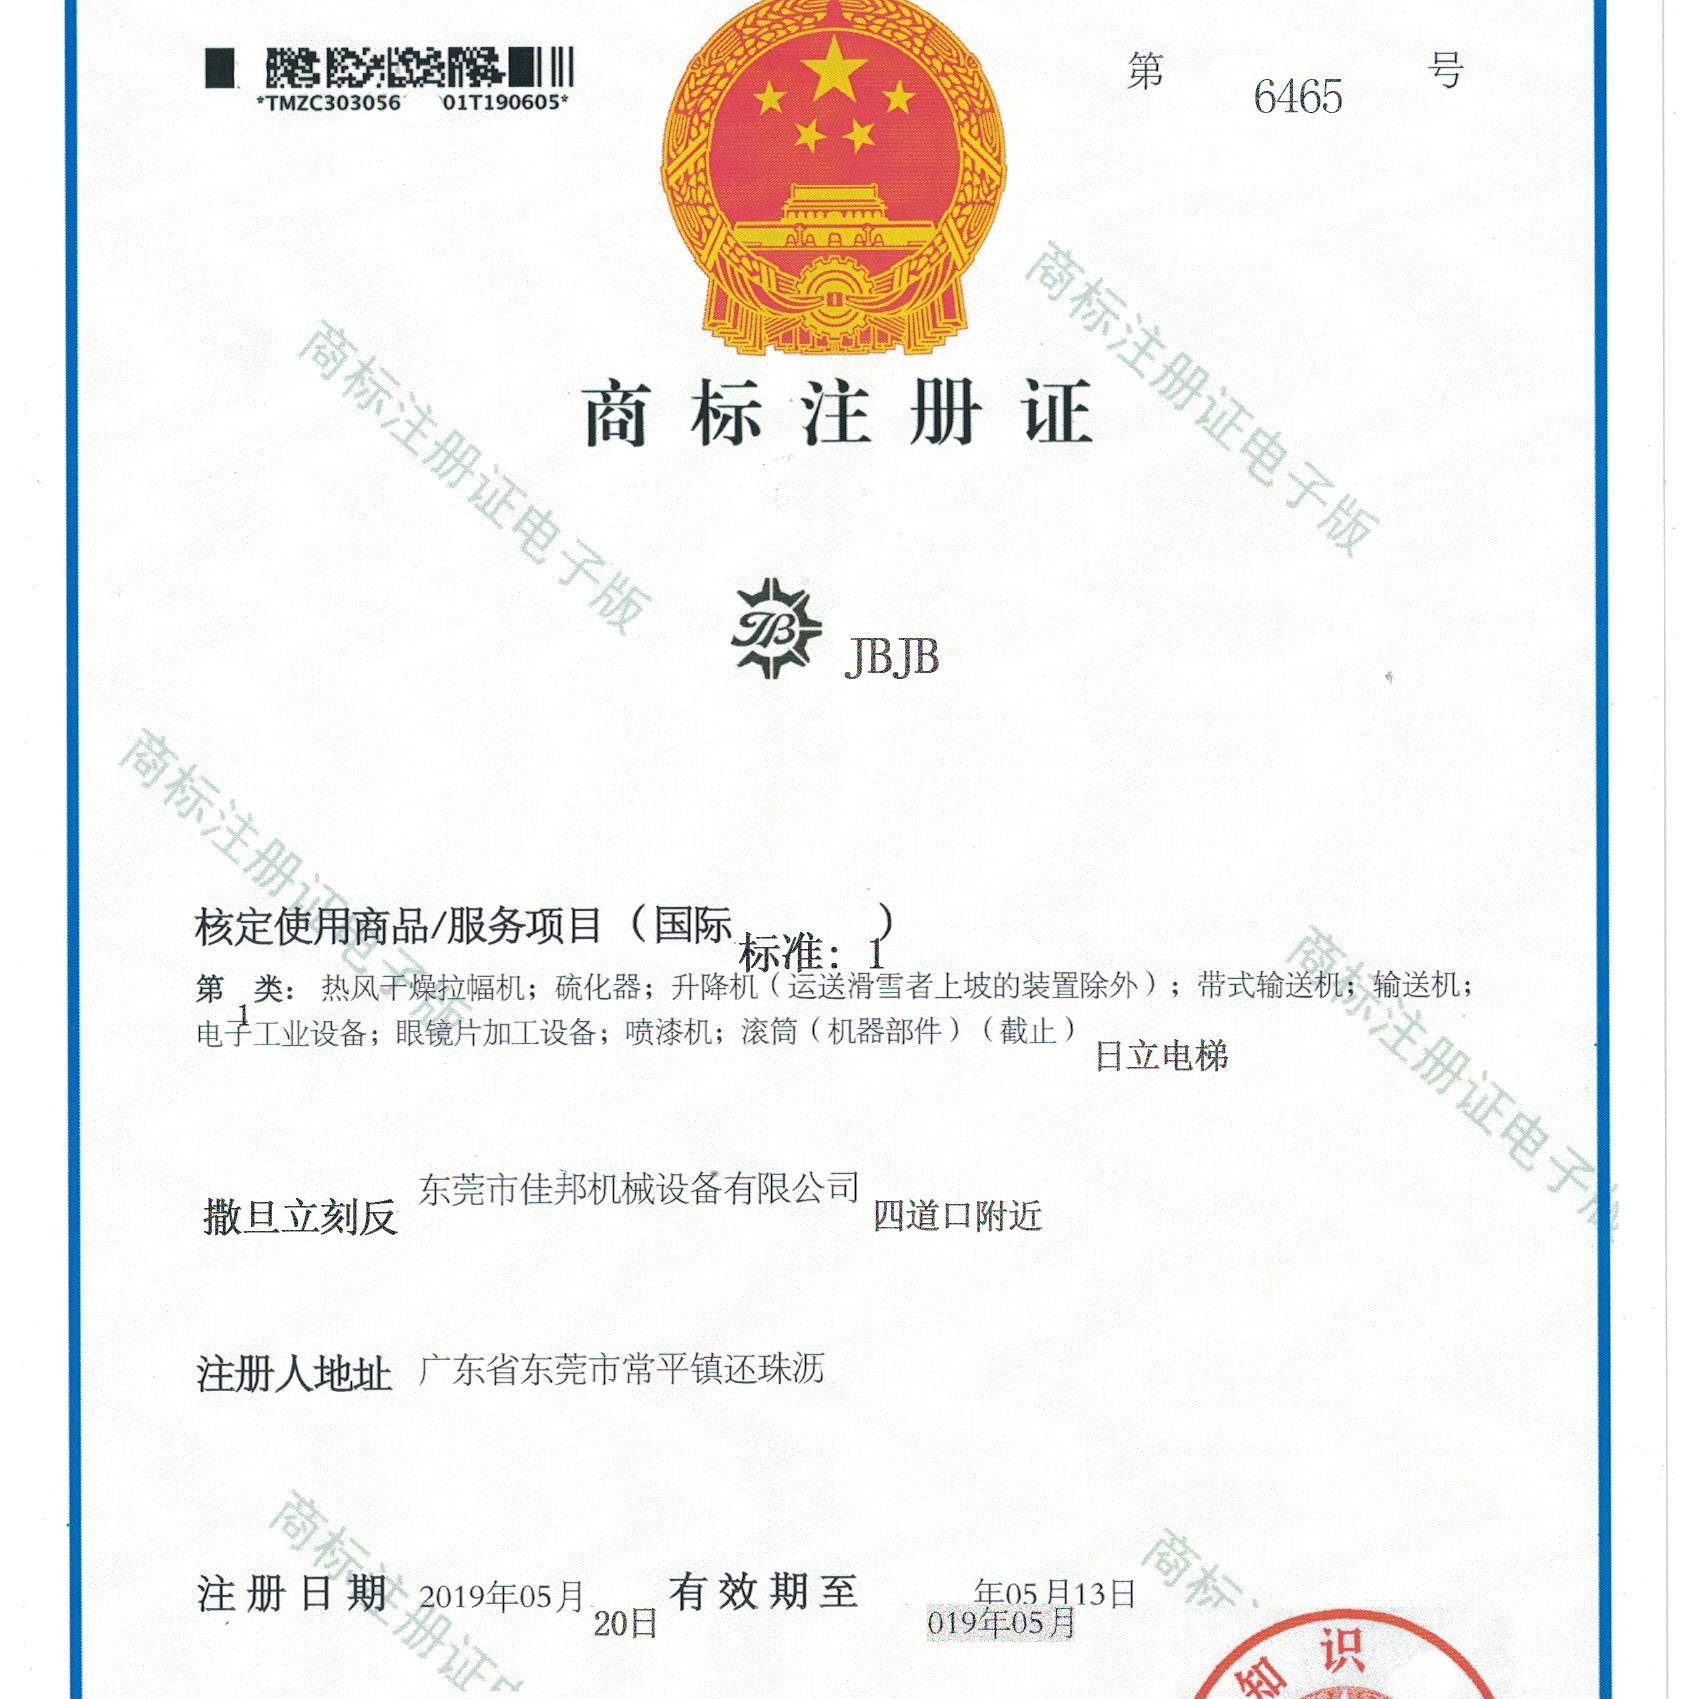 *TMZC303056 01T190605*
第 6465 号
商标注册证
JB JBJB
核定使用商品/服务项目（国际标准：1）
第1类：热风干燥拉幅机；硫化器；升降机（运送滑雪者上坡的装置除外）；带式输送机；输送机；
电子工业设备；眼镜片加工设备；喷漆机；滚筒（机器部件）（截止）日立电梯
撒旦立刻反 东莞市佳邦机械设备有限公司 四道口附近
注册人地址 广东省东莞市常平镇还珠沥
注册日期 2019年05月20日 有效期至 年05月13日
019年05月
知识
商标注册证电子版
商标注册证电子版
商标注册证电子版
商标注册证电子版
商标注册证电
商标